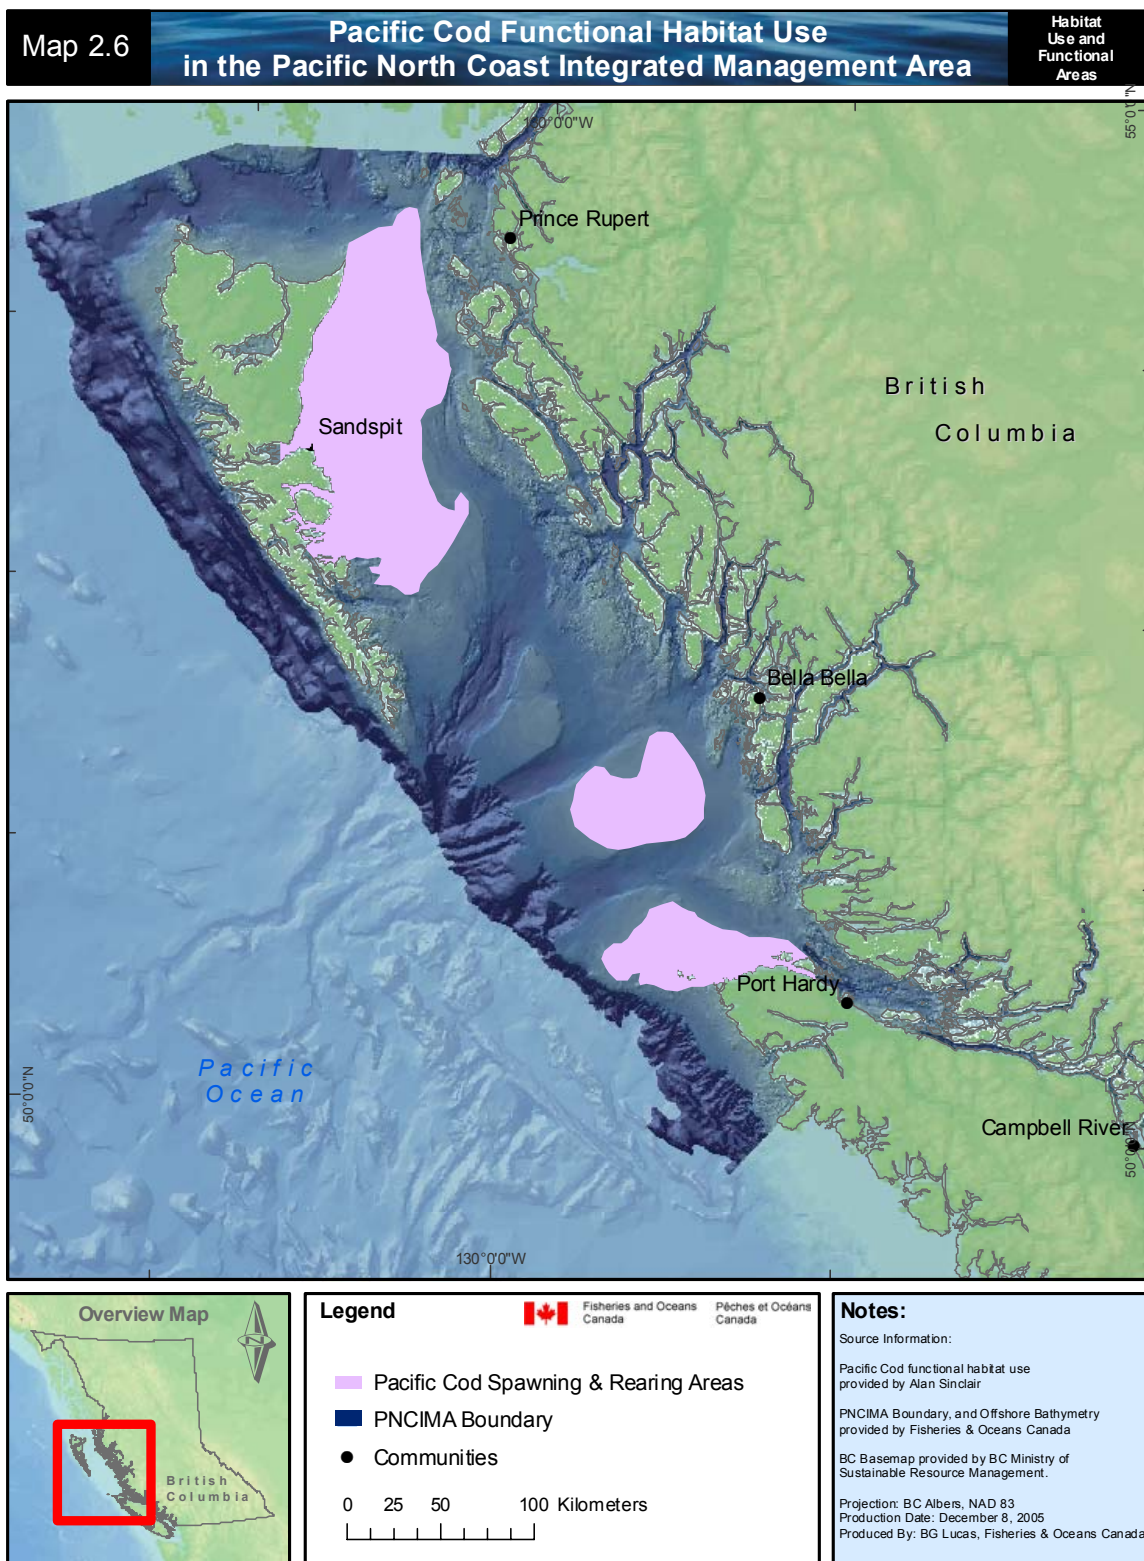 Map 2.6
Pacific Cod Functional Habitat Use
in the Pacific North Coast Integrated Management Area
Habitat
Use and
Functional
Areas
55°0'0"N
Prince Rupert
British
Columbia
Sandspit
Bella Bella
Port Hardy
Pacific
Ocean
50°0'0"N
Campbell River
50°0'0"N
130°0'0"W
Overview Map
N
British
Columbia
Legend
Fisheries and Oceans
Canada
Pêches et Océans
Canada
Pacific Cod Spawning & Rearing Areas
PNCIMA Boundary
Communities
0 25 50 100 Kilometers
Notes:
Source Information:
Pacific Cod functional habitat use
provided by Alan Sinclair
PNCIMA Boundary, and Offshore Bathymetry
provided by Fisheries & Oceans Canada
BC Basemap provided by BC Ministry of
Sustainable Resource Management.
Projection: BC Albers, NAD 83
Production Date: December 8, 2005
Produced By: BG Lucas, Fisheries & Oceans Canada